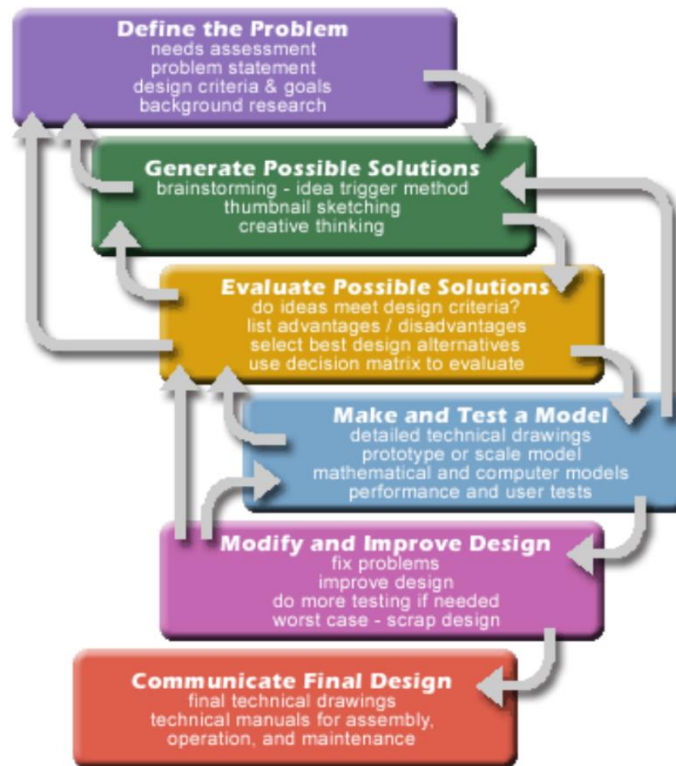 Define the Problem
needs assessment
problem statement
design criteria & goals
background research
Generate Possible Solutions
brainstorming - idea trigger method
thumbnail sketching
creative thinking
Evaluate Possible Solutions
do ideas meet design criteria?
list advantages / disadvantages
select best design alternatives
use decision matrix to evaluate
Make and Test a Model
detailed technical drawings
prototype or scale model
mathematical and computer models
performance and user tests
Modify and Improve Design
fix problems
improve design
do more testing if needed
worst case - scrap design
Communicate Final Design
final technical drawings
technical manuals for assembly,
operation, and maintenance